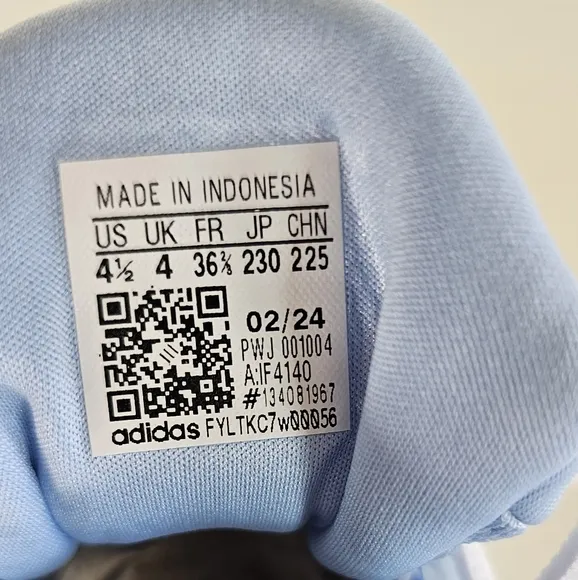 MADE IN INDONESIA
US UK FR JP CHN
4½ 4 36⅔ 230 225
02/24
PWJ 001004
A:IF4140
#134081967
adidas FYLTKC7w00056